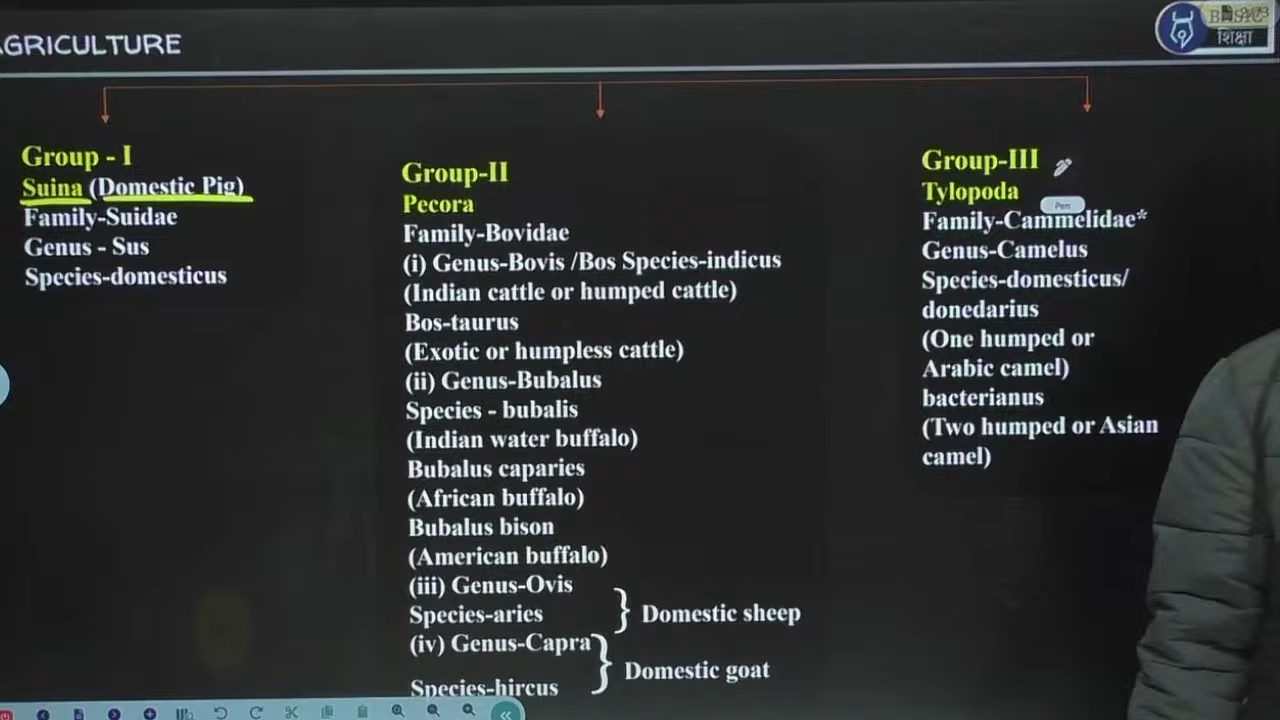 AGRICULTURE
शिक्षा
Group - I
Suina (Domestic Pig)
Family-Suidae
Genus - Sus
Species-domesticus
Group-II
Pecora
Family-Bovidae
(i) Genus-Bovis /Bos Species-indicus
(Indian cattle or humped cattle)
Bos-taurus
(Exotic or humpless cattle)
(ii) Genus-Bubalus
Species - bubalis
(Indian water buffalo)
Bubalus caparies
(African buffalo)
Bubalus bison
(American buffalo)
(iii) Genus-Ovis
Species-aries } Domestic sheep
(iv) Genus-Capra
} Domestic goat
Species-hircus
Group-III
Tylopoda
Pen
Family-Cammelidae*
Genus-Camelus
Species-domesticus/
donedarius
(One humped or
Arabic camel)
bacterianus
(Two humped or Asian
camel)